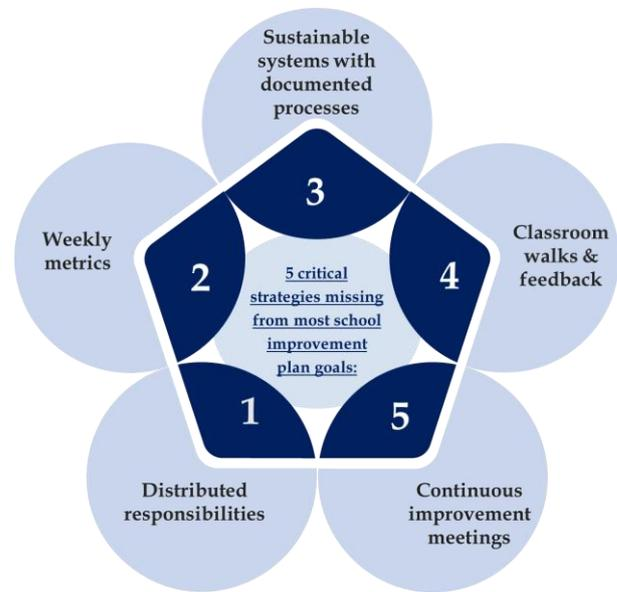 Sustainable
systems with
documented
processes
3
Weekly
metrics
2
5 critical
strategies missing
from most school
improvement
plan goals:
4
Classroom
walks &
feedback
1
Distributed
responsibilities
5
Continuous
improvement
meetings